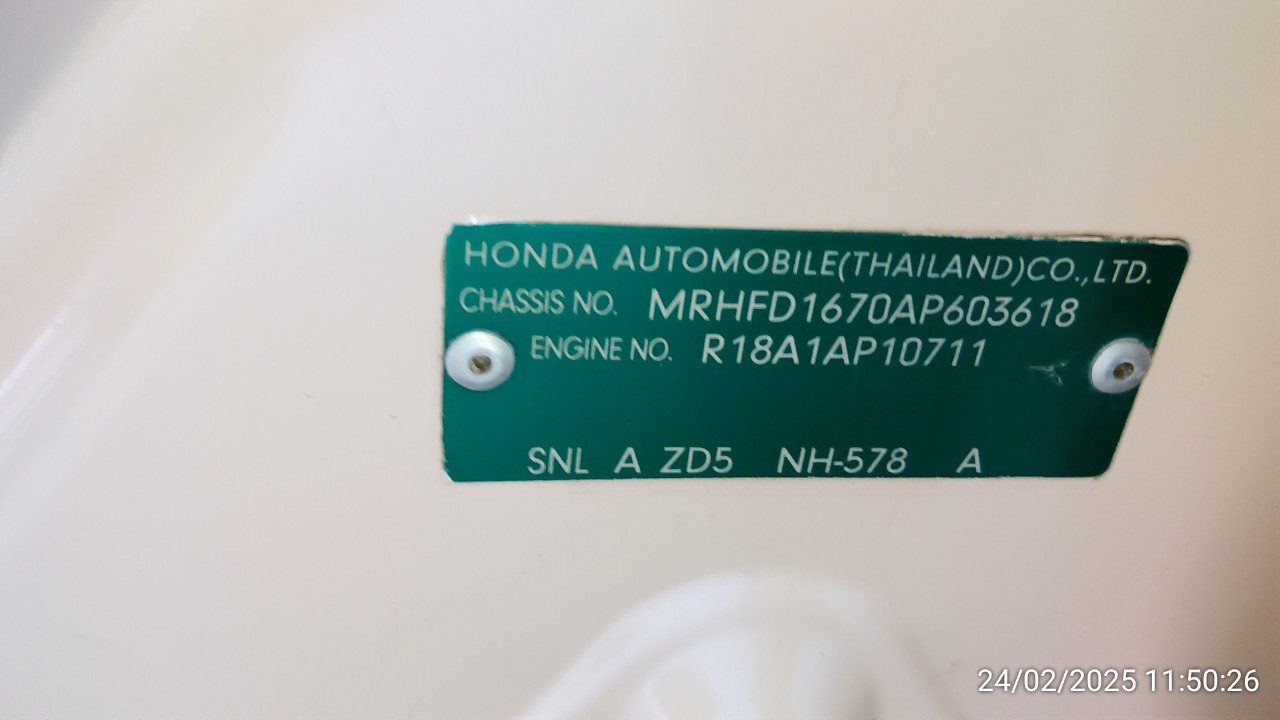 HONDA AUTOMOBILE(THAILAND)CO.,LTD.
CHASSIS NO. MRHFD1670AP603618
ENGINE NO. R18A1AP10711
SNL A ZD5 NH-578 A
24/02/2025 11:50:26